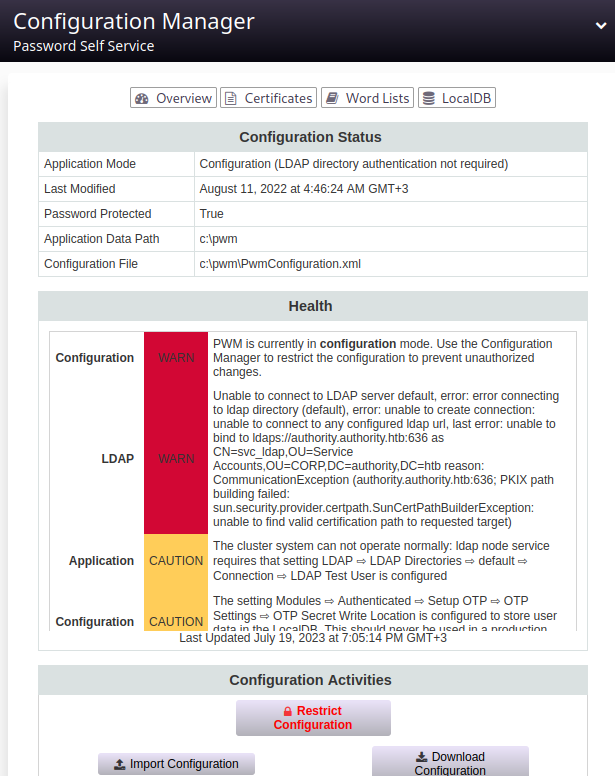 Configuration Manager
Password Self Service
Overview Certificates Word Lists LocalDB
Configuration Status
Application Mode Configuration (LDAP directory authentication not required)
Last Modified August 11, 2022 at 4:46:24 AM GMT+3
Password Protected True
Application Data Path c:\pwm
Configuration File c:\pwm\PwmConfiguration.xml
Health
PWM is currently in configuration mode. Use the Configuration
Configuration WARN Manager to restrict the configuration to prevent unauthorized
changes.
Unable to connect to LDAP server default, error: error connecting
to ldap directory (default), error: unable to create connection:
unable to connect to any configured ldap url, last error: unable to
bind to ldaps://authority.authority.htb:636 as
CN=svc_ldap,OU=Service
LDAP WARN Accounts,OU=CORP,DC=authority,DC=htb reason:
CommunicationException (authority.authority.htb:636; PKIX path
building failed:
sun.security.provider.certpath.SunCertPathBuilderException:
unable to find valid certification path to requested target)
The cluster system can not operate normally: ldap node service
Application CAUTION requires that setting LDAP ⇨ LDAP Directories ⇨ default ⇨
Connection ⇨ LDAP Test User is configured
The setting Modules ⇨ Authenticated ⇨ Setup OTP ⇨ OTP
Configuration CAUTION Settings ⇨ OTP Secret Write Location is configured to store user
data in the LocalDB. This should never be used in a production
Last Updated July 19, 2023 at 7:05:14 PM GMT+3
Configuration Activities
Restrict
Configuration
Import Configuration Download
Configuration